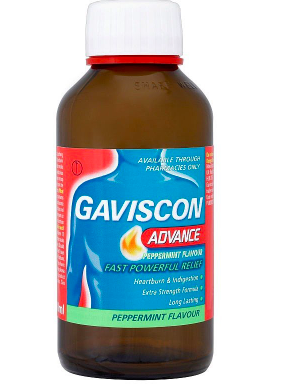 AVAILABLE THROUGH
PHARMACIES ONLY
GAVISCON
ADVANCE
PEPPERMINT FLAVOUR
FAST POWERFUL RELIEF
Heartburn & Indigestion
Extra Strength Formula
Long Lasting
PEPPERMINT FLAVOUR